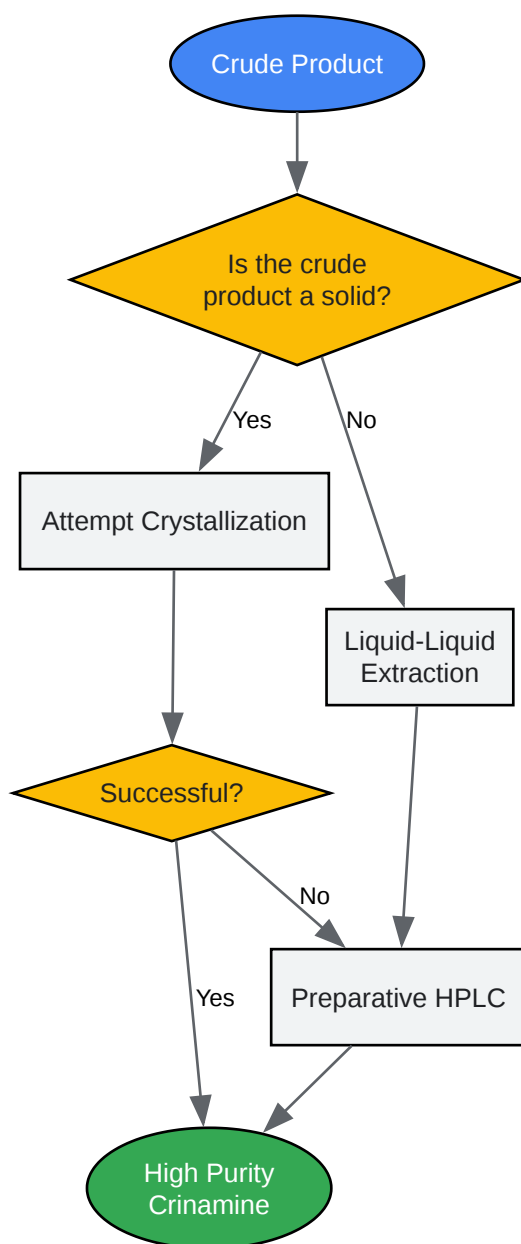 Crude Product
Is the crude
product a solid?
Yes
No
Attempt Crystallization
Liquid-Liquid
Extraction
Successful?
No
Yes
Preparative HPLC
High Purity
Crinamine